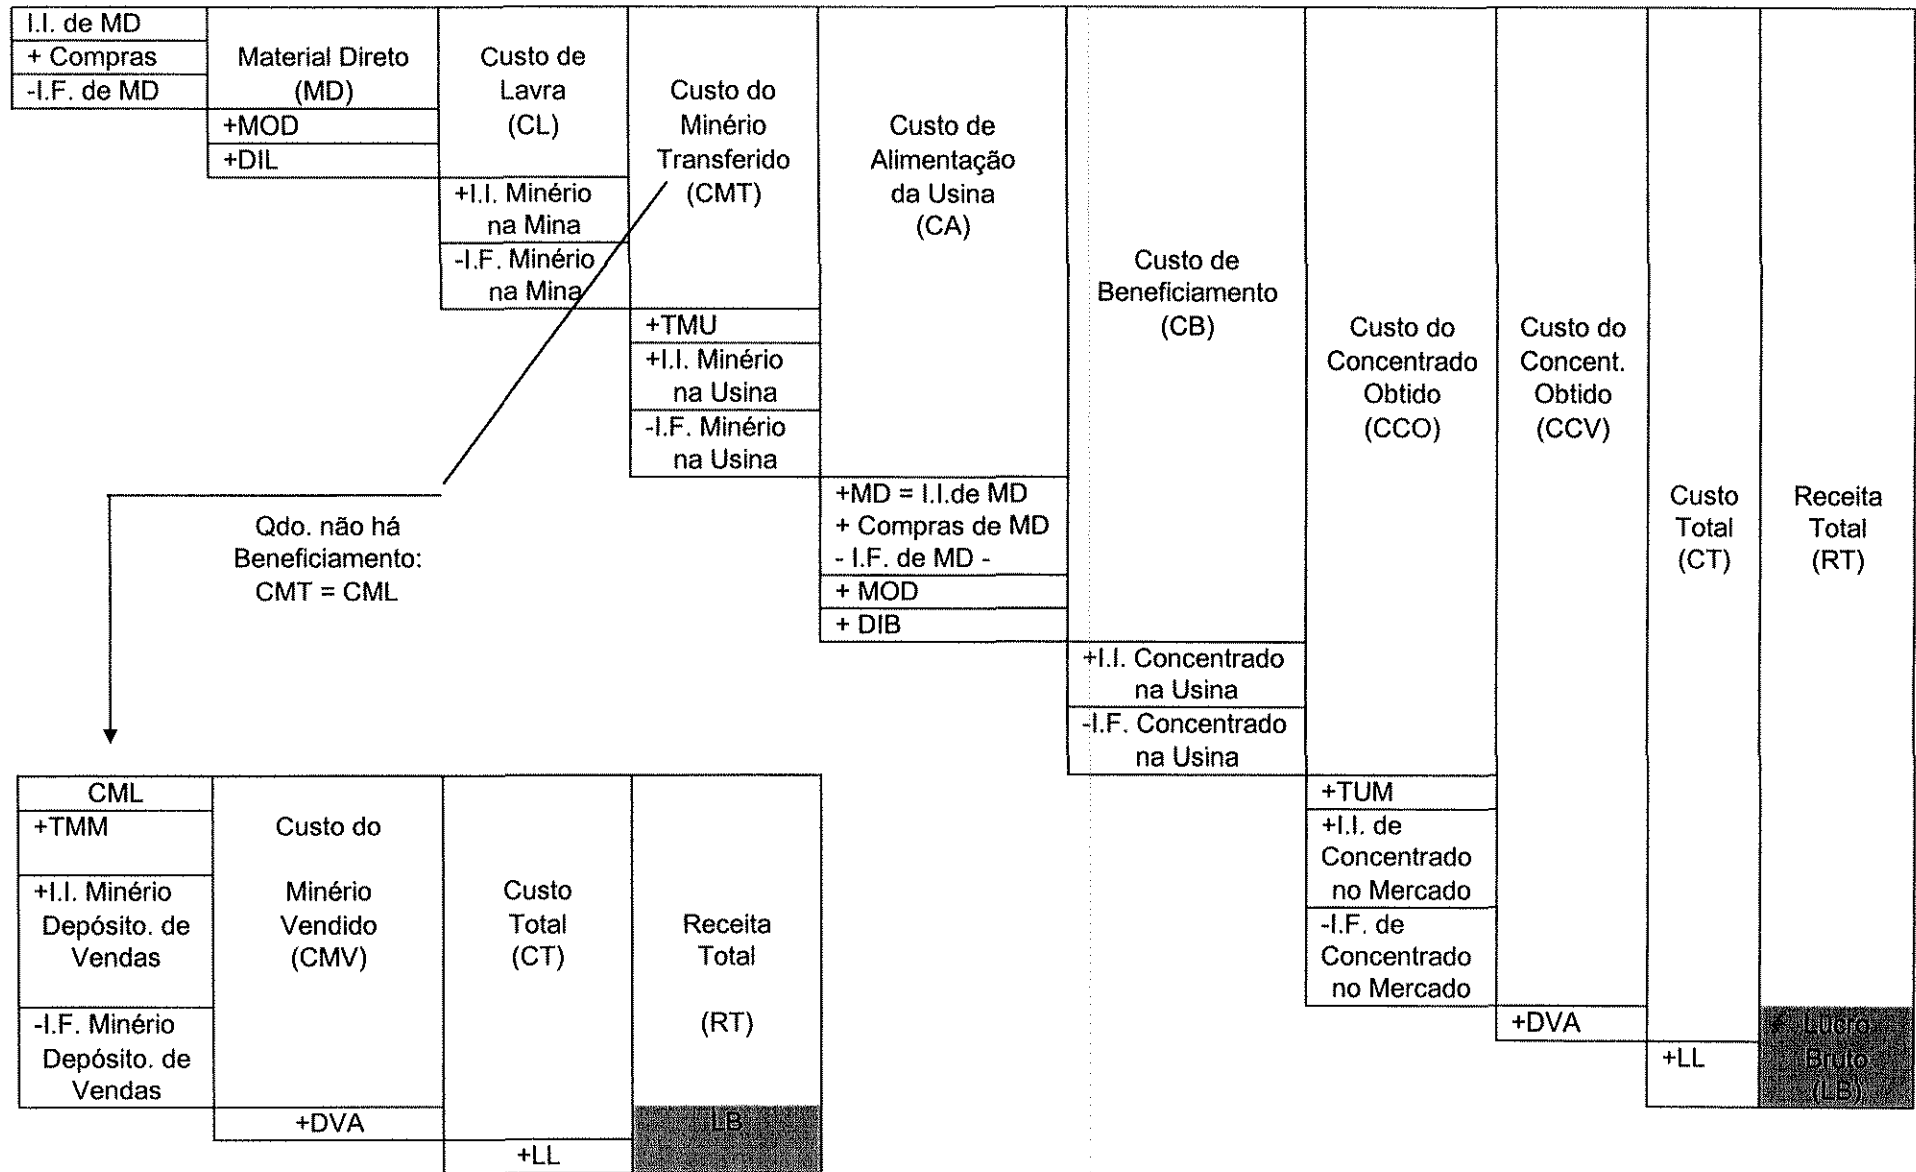 I.I. de MD
+ Compras
-I.F. de MD
Material Direto
(MD)
+MOD
+DIL
Custo de
Lavra
(CL)
+I.I. Minério
na Mina
-I.F. Minério
na Mina
Custo do
Minério
Transferido
(CMT)
+TMU
+I.I. Minério
na Usina
-I.F. Minério
na Usina
Custo de
Alimentação
da Usina
(CA)
+MD = I.I.de MD
+ Compras de MD
- I.F. de MD -
+ MOD
+ DIB
Custo de
Beneficiamento
(CB)
+I.I. Concentrado
na Usina
-I.F. Concentrado
na Usina
Custo do
Concentrado
Obtido
(CCO)
+TUM
+I.I. de
Concentrado
no Mercado
-I.F. de
Concentrado
no Mercado
Custo do
Concent.
Obtido
(CCV)
+DVA
Custo
Total
(CT)
+LL
Receita
Total
(RT)
Lucro
Bruto
(LB)
Qdo. não há
Beneficiamento:
CMT = CML
CML
+TMM
+I.I. Minério
Depósito. de
Vendas
-I.F. Minério
Depósito. de
Vendas
Custo do
Minério
Vendido
(CMV)
+DVA
Custo
Total
(CT)
+LL
Receita
Total
(RT)
LB